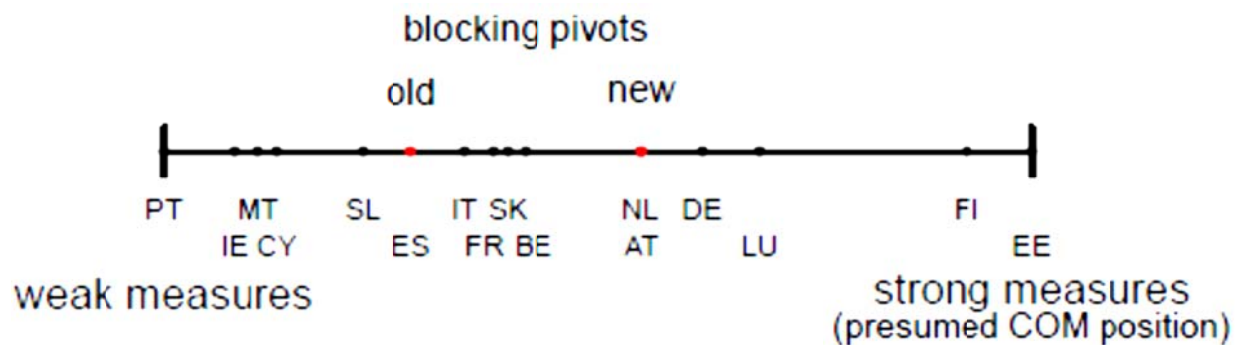 blocking pivots
old new
PT MT SL IT SK NL DE FI
IE CY ES FR BE AT LU EE
weak measures strong measures
(presumed COM position)